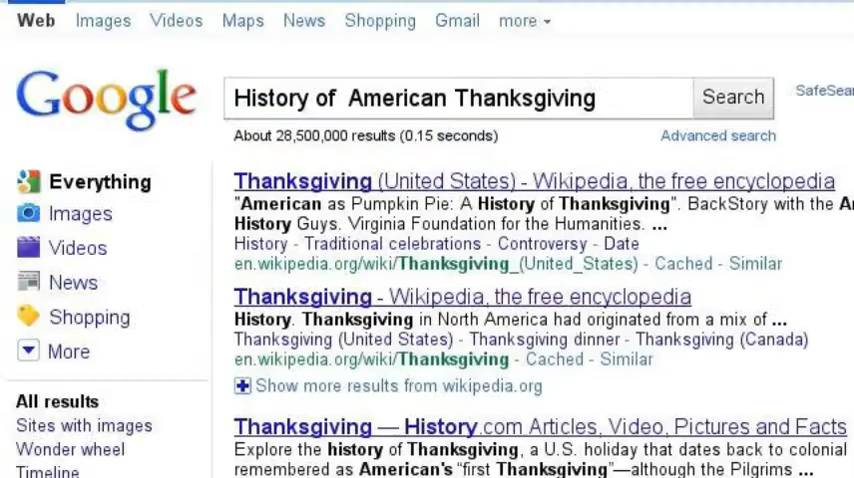 Web Images Videos Maps News Shopping Gmail more
Google
History of American Thanksgiving
Search
About 28,500,000 results (0.15 seconds)
Advanced search
Everything
Images
Videos
News
Shopping
More
All results
Sites with images
Wonder wheel
Timeline
Thanksgiving (United States) - Wikipedia, the free encyclopedia
"American as Pumpkin Pie: A History of Thanksgiving". BackStory with the
History Guys. Virginia Foundation for the Humanities. ...
History - Traditional celebrations - Controversy - Date
en.wikipedia.org/wiki/Thanksgiving_(United_States) - Cached - Similar
Thanksgiving - Wikipedia, the free encyclopedia
History. Thanksgiving in North America had originated from a mix of ...
Thanksgiving (United States) - Thanksgiving dinner - Thanksgiving (Canada)
en.wikipedia.org/wiki/Thanksgiving - Cached - Similar
Show more results from wikipedia.org
Thanksgiving — History.com Articles, Video, Pictures and Facts
Explore the history of Thanksgiving, a U.S. holiday that dates back to colonial
remembered as American's “first Thanksgiving”—although the Pilgrims ...